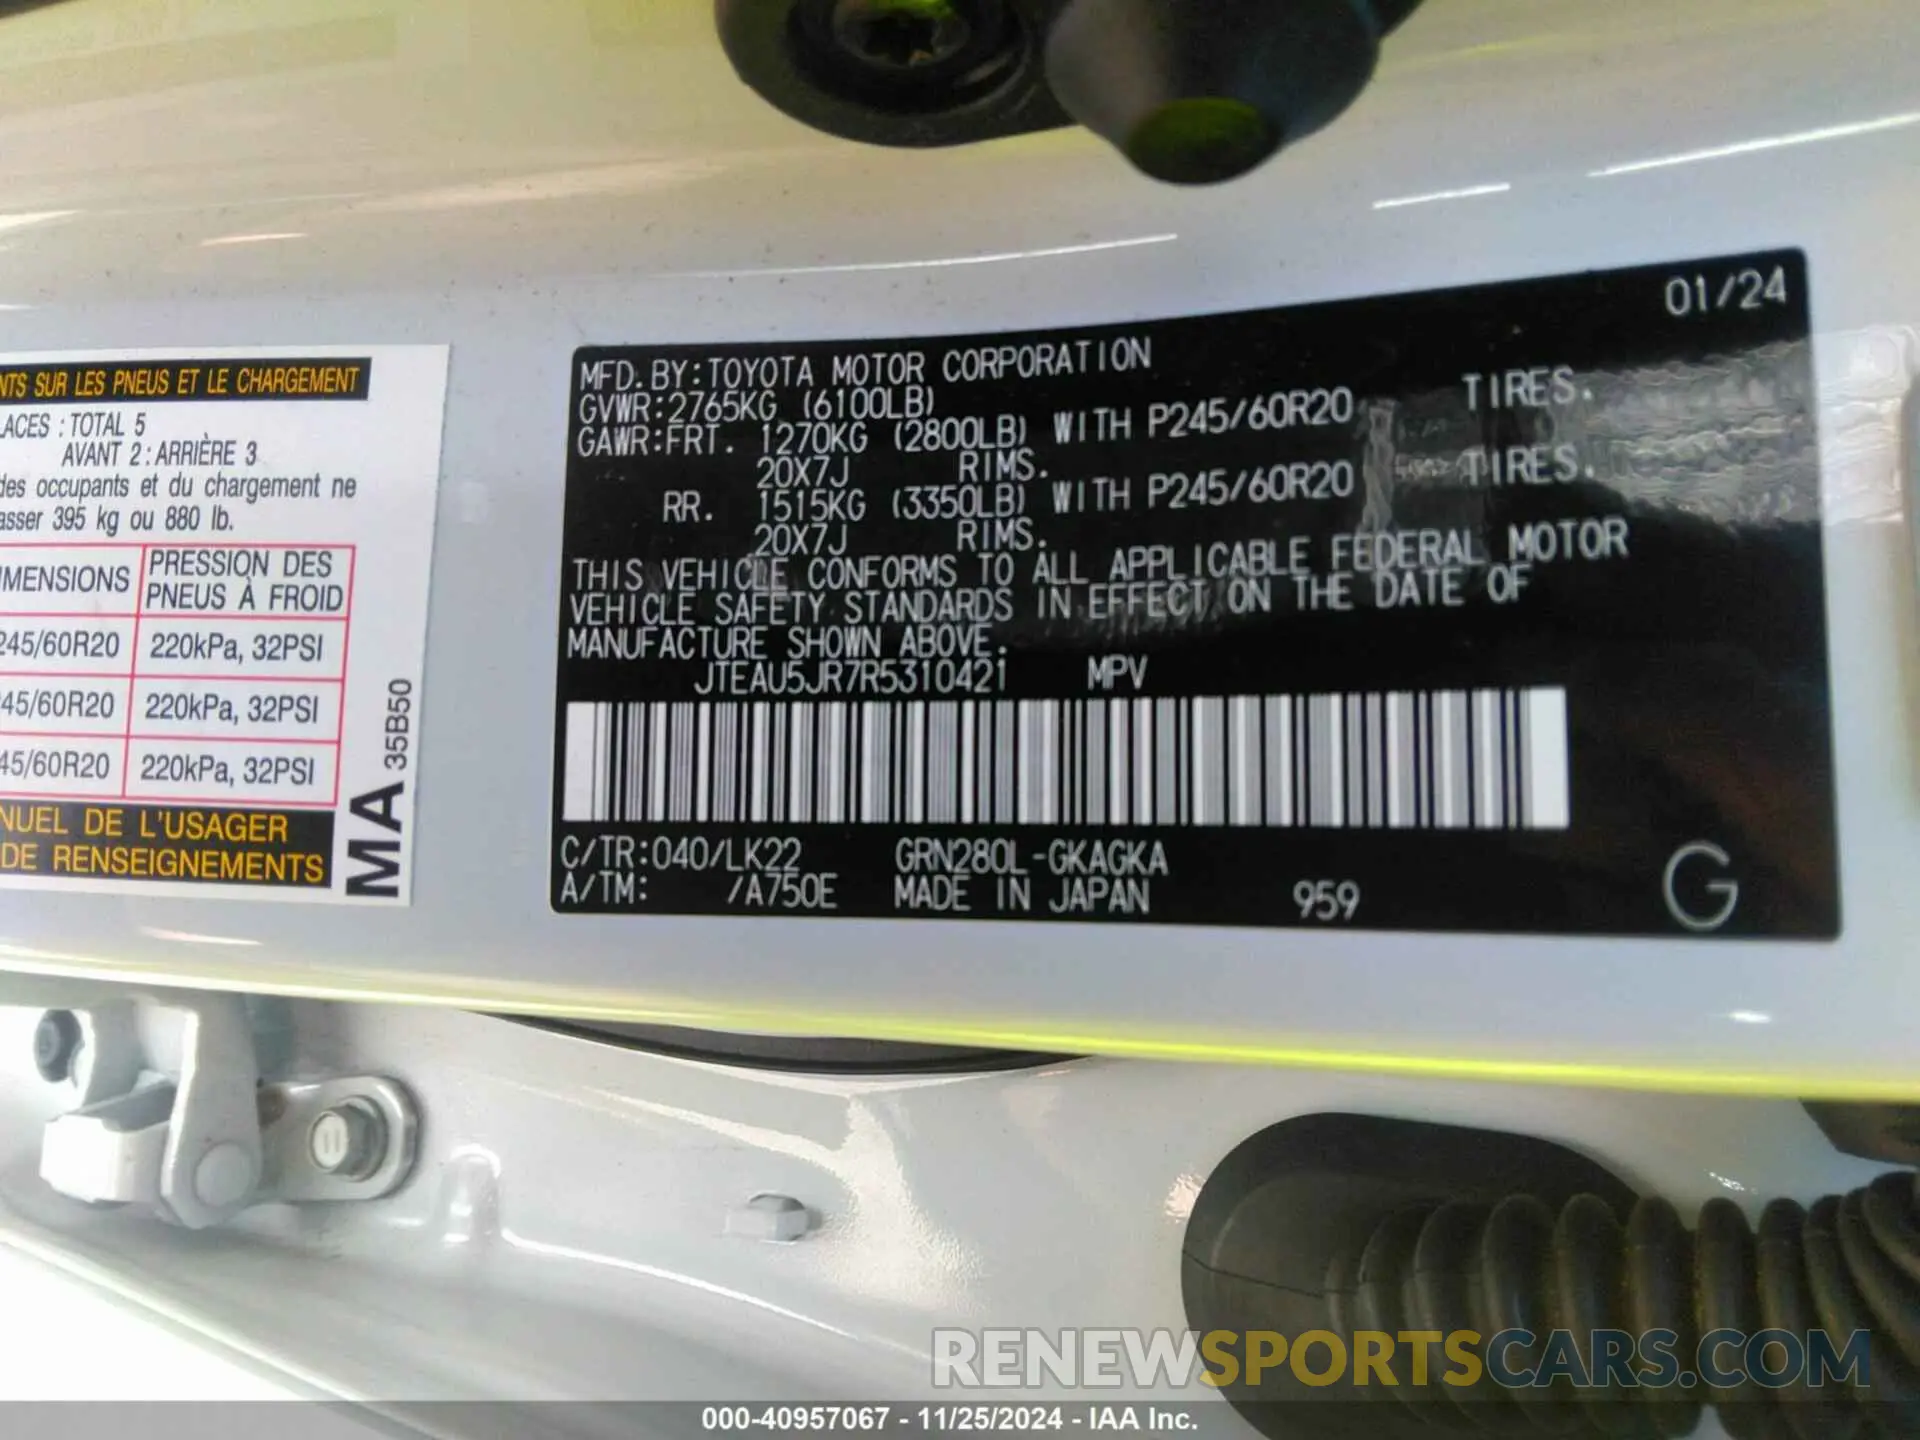 NTS SUR LES PNEUS ET LE CHARGEMENT
LACES : TOTAL 5
AVANT 2 : ARRIÈRE 3
des occupants et du chargement ne
asser 395 kg ou 880 lb.
IMENSIONS PRESSION DES PNEUS À FROID
245/60R20 220kPa, 32PSI
45/60R20 220kPa, 32PSI
45/60R20 220kPa, 32PSI
NUEL DE L'USAGER
DE RENSEIGNEMENTS
MA 35B50
01/24
MFD. BY: TOYOTA MOTOR CORPORATION
GVWR: 2765KG (6100LB)
GAWR: FRT. 1270KG (2800LB) WITH P245/60R20 TIRES.
20X7J RIMS.
RR. 1515KG (3350LB) WITH P245/60R20 TIRES.
20X7J RIMS.
THIS VEHICLE CONFORMS TO ALL APPLICABLE FEDERAL MOTOR
VEHICLE SAFETY STANDARDS IN EFFECT ON THE DATE OF
MANUFACTURE SHOWN ABOVE.
JTEAU5JR7R5310421 MPV
C/TR: 040/LK22 GRN280L-GKAGKA
A/TM: /A750E MADE IN JAPAN 959 G
RENEWSPORTSCARS.COM
000-40957067 - 11/25/2024 - IAA Inc.